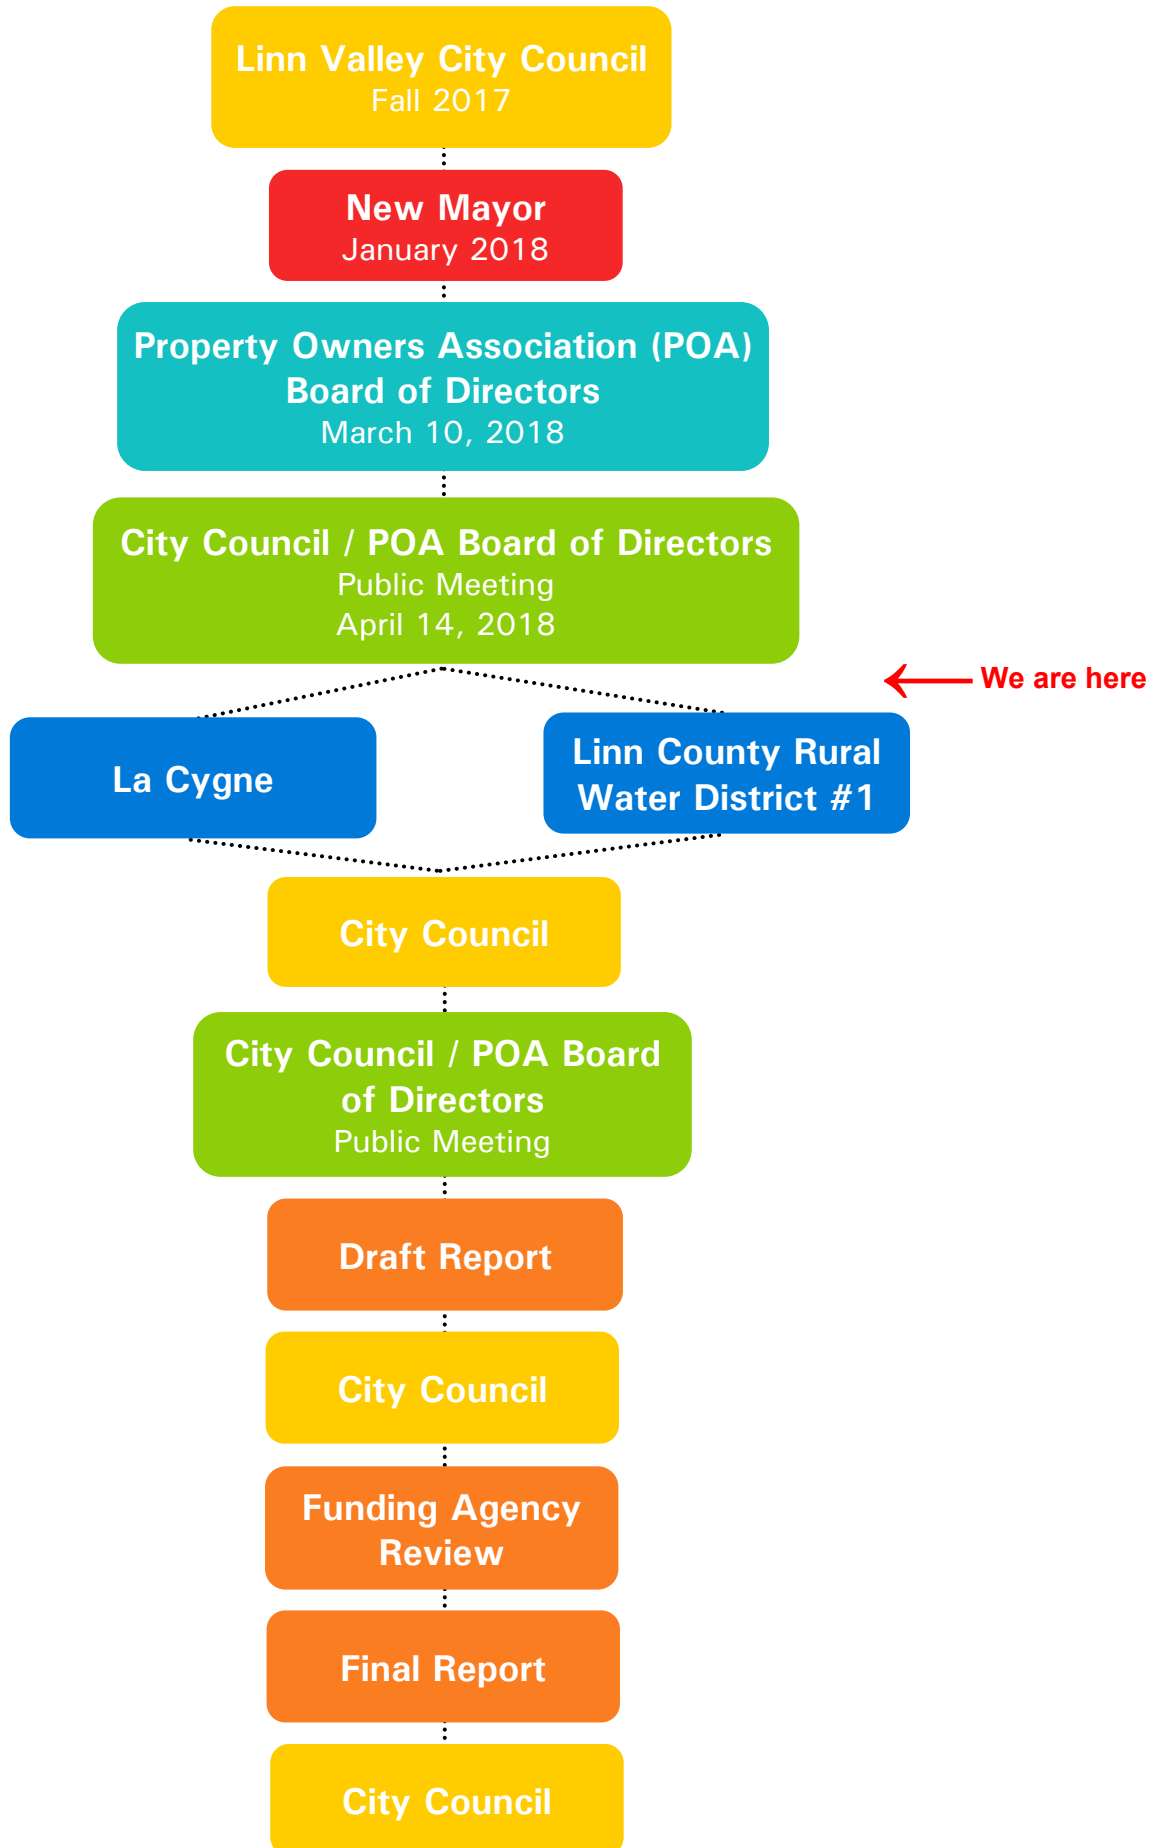 Linn Valley City Council
Fall 2017
New Mayor
January 2018
Property Owners Association (POA)
Board of Directors
March 10, 2018
City Council / POA Board of Directors
Public Meeting
April 14, 2018
We are here
La Cygne
Linn County Rural
Water District #1
City Council
City Council / POA Board
of Directors
Public Meeting
Draft Report
City Council
Funding Agency
Review
Final Report
City Council